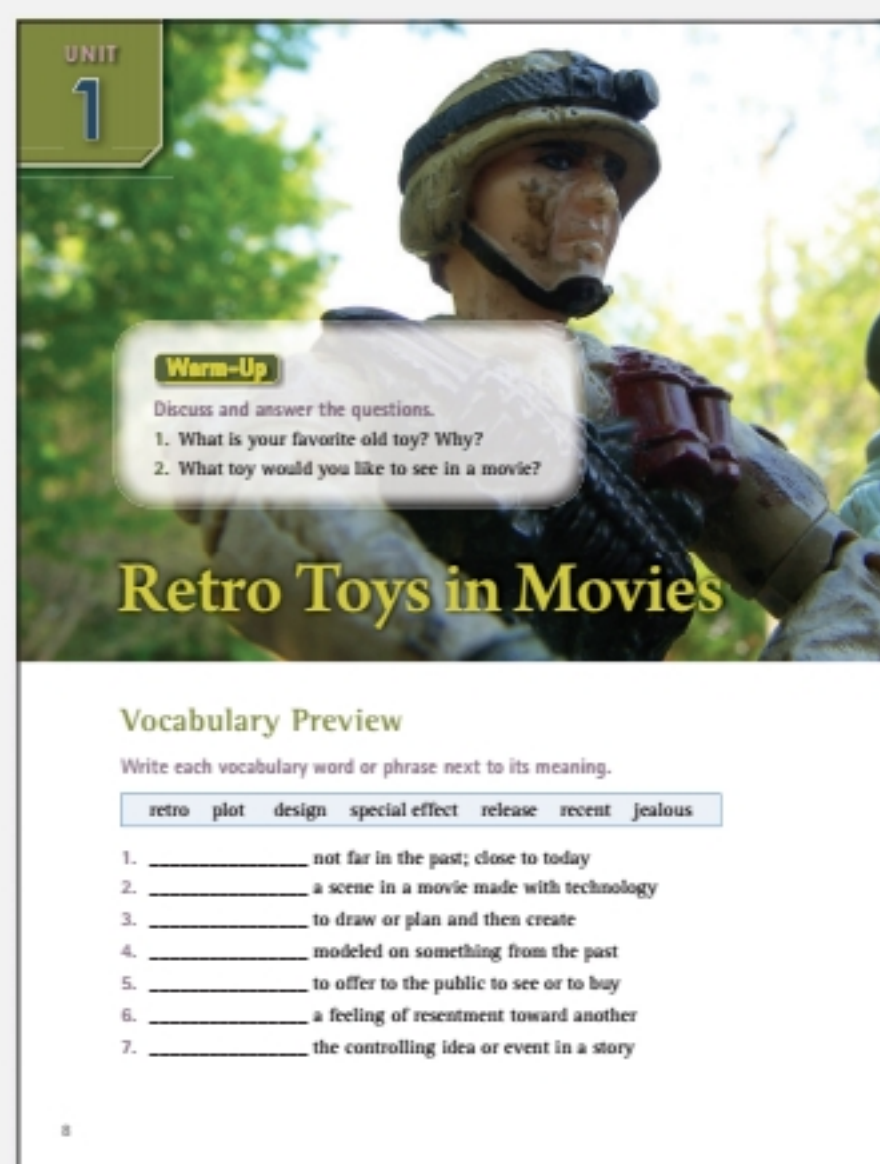 UNIT
1
Warm-Up
Discuss and answer the questions.
1. What is your favorite old toy? Why?
2. What toy would you like to see in a movie?
Retro Toys in Movies
Vocabulary Preview
Write each vocabulary word or phrase next to its meaning.
retro plot design special effect release recent jealous
1. ________________ not far in the past; close to today
2. ________________ a scene in a movie made with technology
3. ________________ to draw or plan and then create
4. ________________ modeled on something from the past
5. ________________ to offer to the public to see or to buy
6. ________________ a feeling of resentment toward another
7. ________________ the controlling idea or event in a story
8